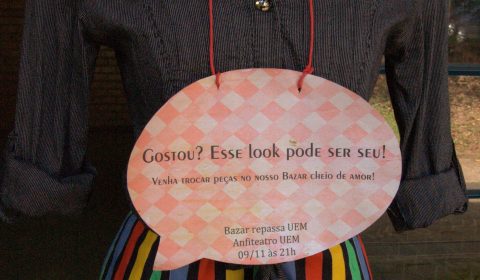 Gostou? Esse look pode ser seu!
Venha trocar peças no nosso Bazar cheio de amor!
Bazar repassa UEM
Anfiteatro UEM
09/11 às 21h